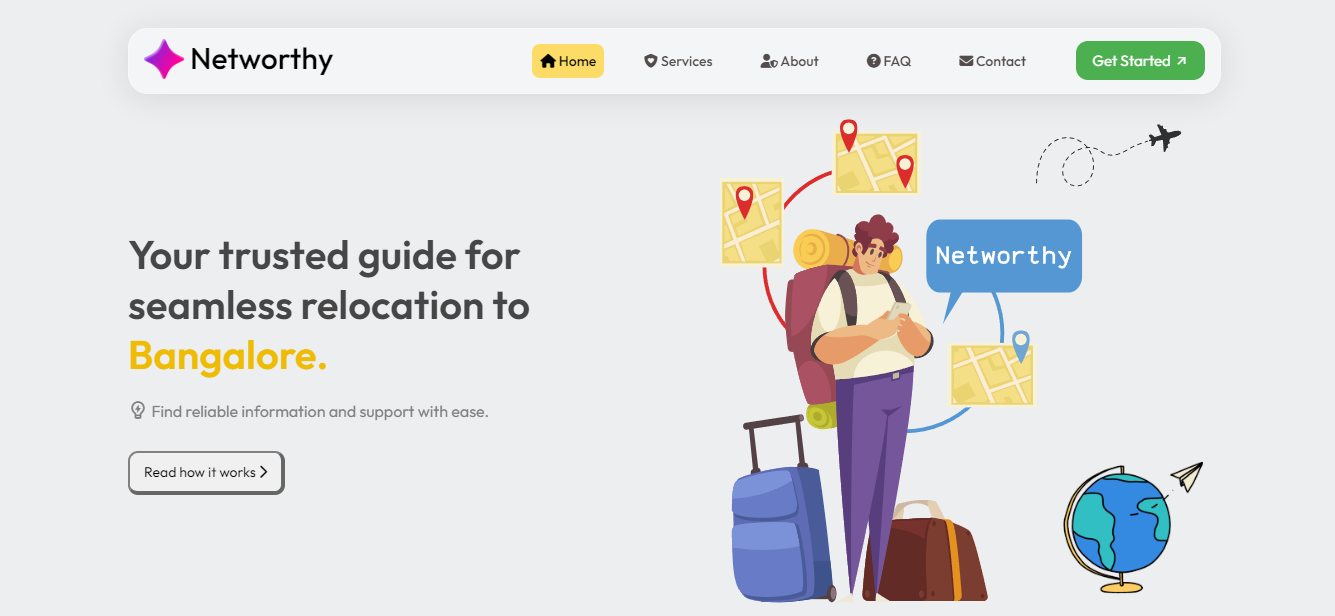 Networthy
Home
Services
About
FAQ
Contact
Get Started
Networthy
Your trusted guide for
seamless relocation to
Bangalore.
Find reliable information and support with ease.
Read how it works